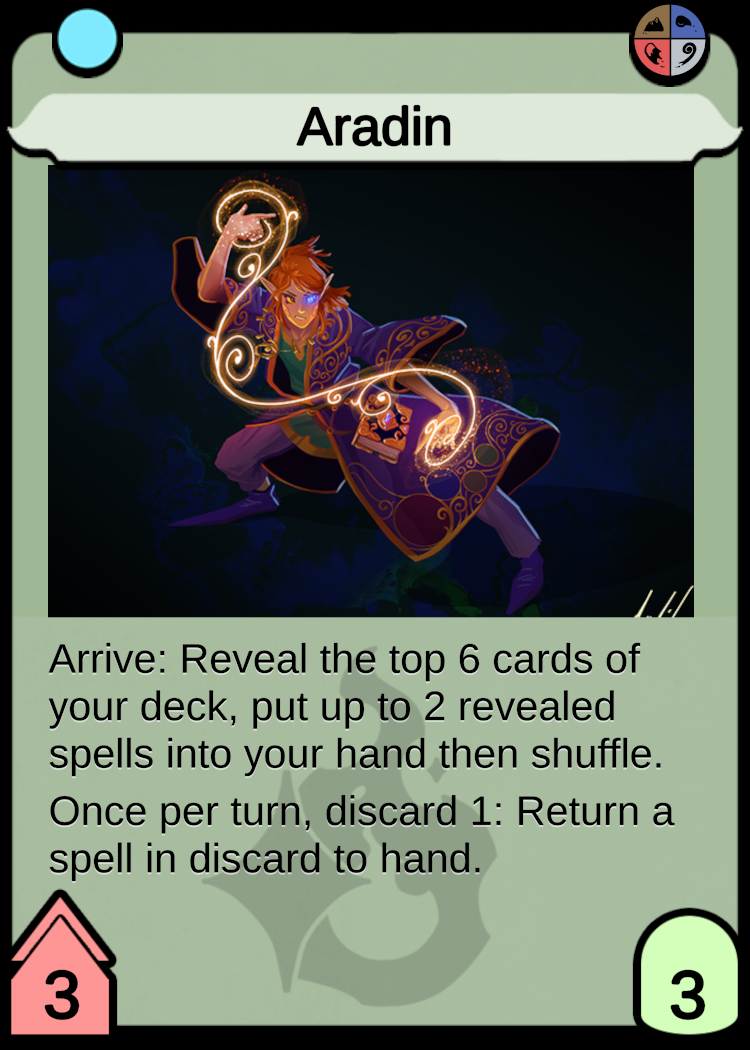 Aradin
Arrive: Reveal the top 6 cards of
your deck, put up to 2 revealed
spells into your hand then shuffle.
Once per turn, discard 1: Return a
spell in discard to hand.
3
3